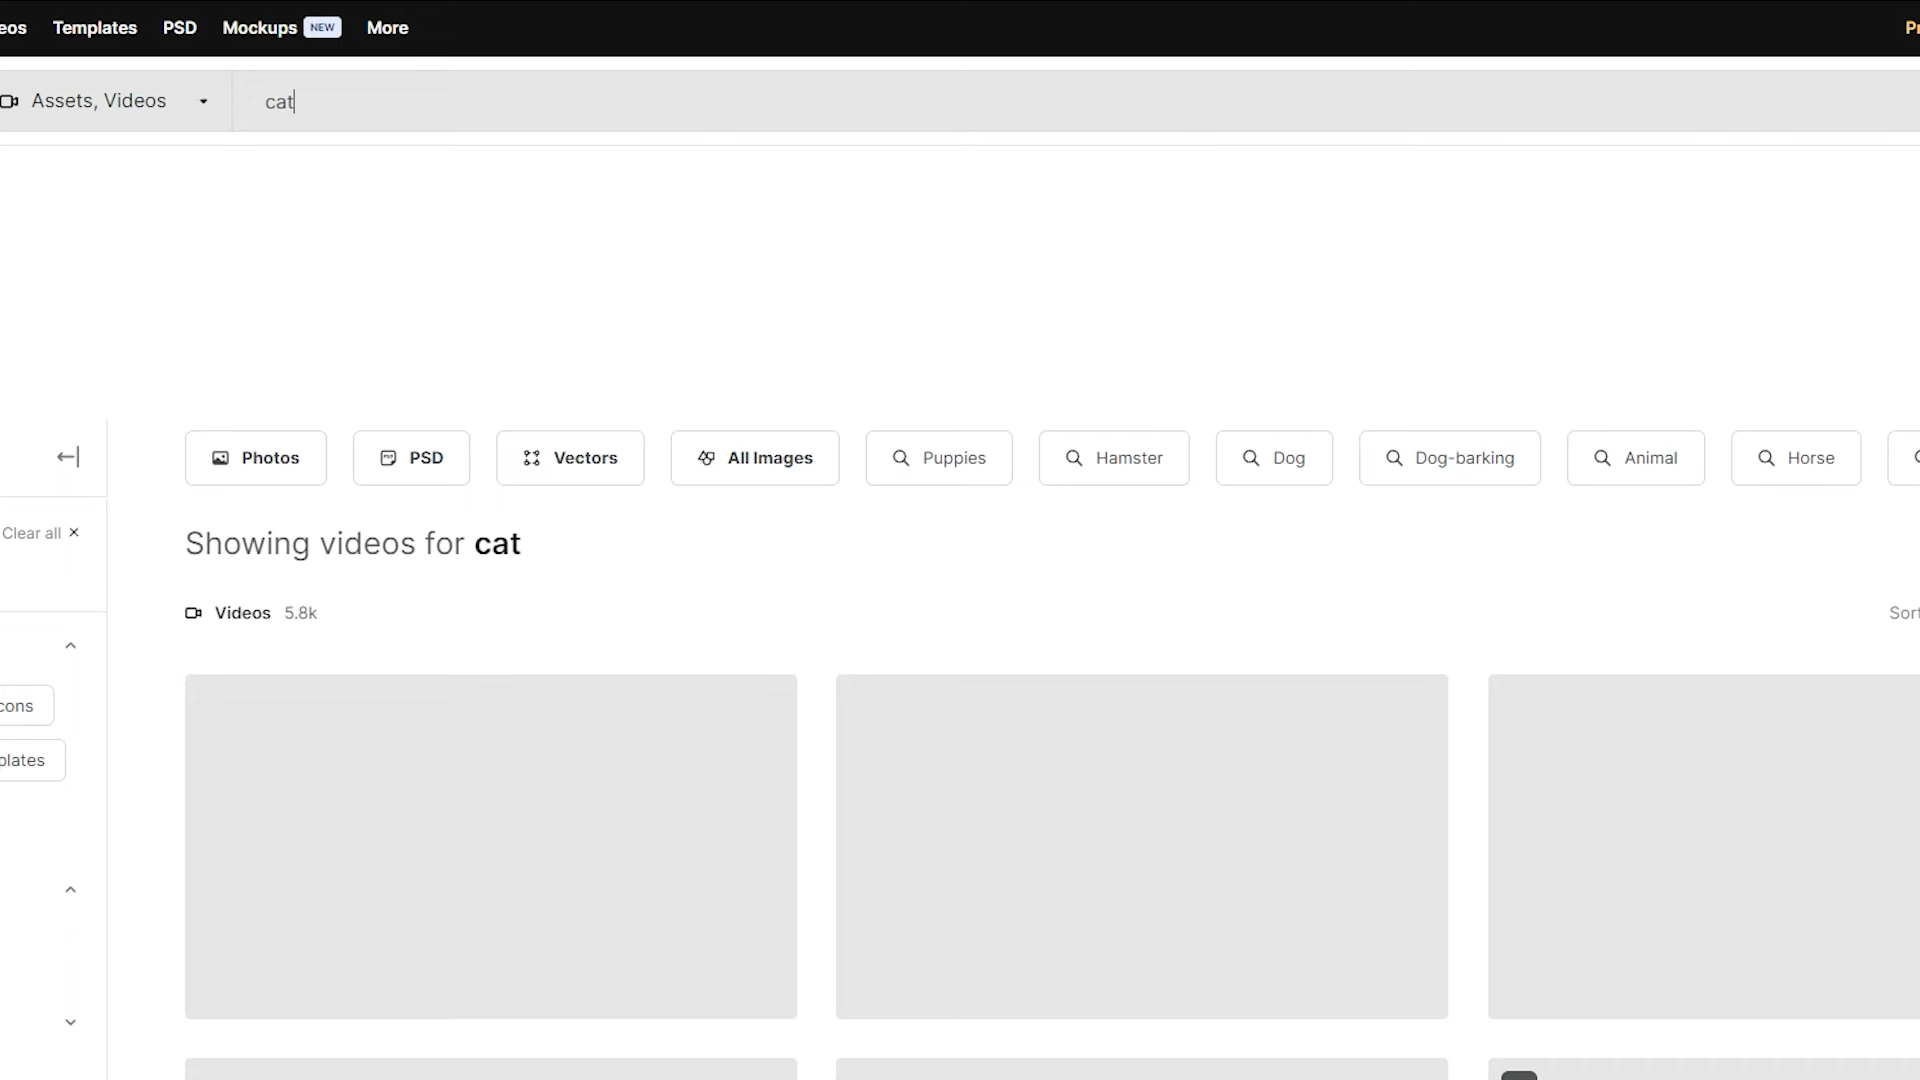 eos Templates PSD Mockups NEW More Pr
Assets, Videos cat
Photos PSD Vectors All Images Puppies Hamster Dog Dog-barking Animal Horse
Clear all ×
Showing videos for cat
Videos 5.8k Sort
cons
plates